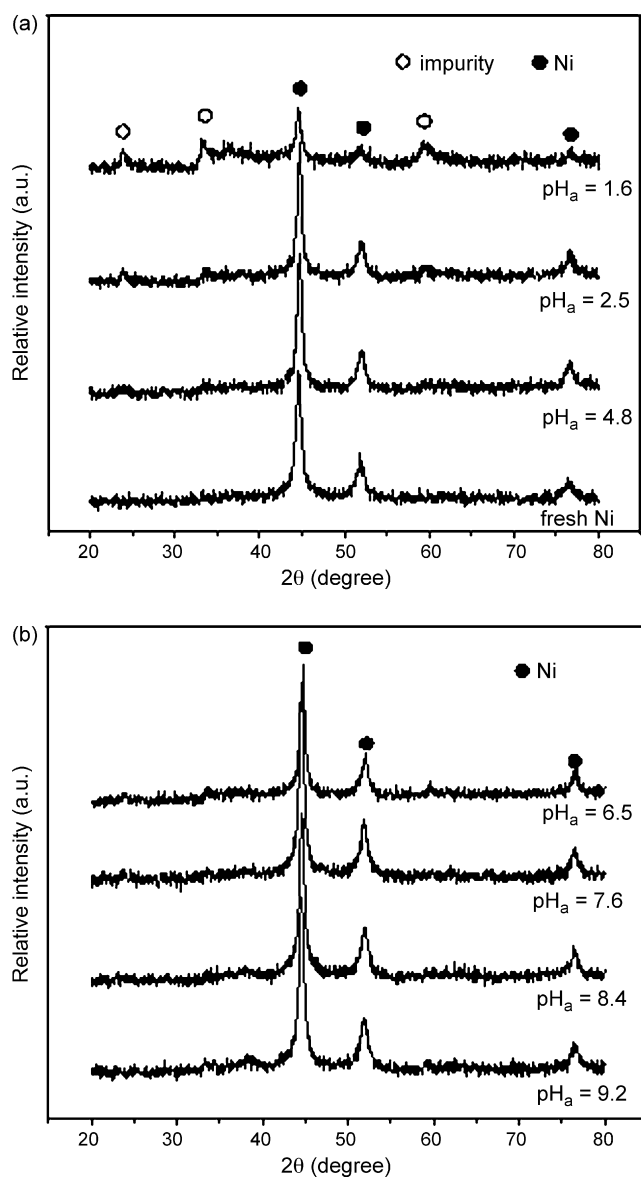 (a)
impurity
Ni
pHa = 1.6
pHa = 2.5
pHa = 4.8
fresh Ni
Relative intensity (a.u.)
20 30 40 50 60 70 80
2θ (degree)
(b)
Ni
pHa = 6.5
pHa = 7.6
pHa = 8.4
pHa = 9.2
Relative intensity (a.u.)
20 30 40 50 60 70 80
2θ (degree)